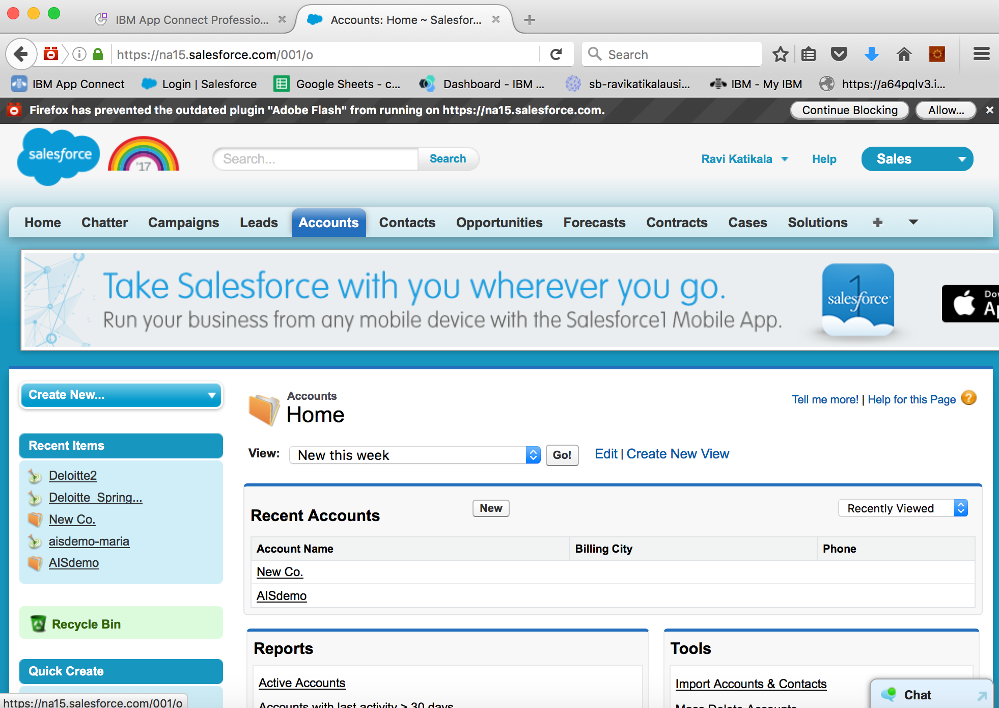 IBM App Connect Professio...
Accounts: Home ~ Salesfor...
https://na15.salesforce.com/001/o
Search
IBM App Connect
Login | Salesforce
Google Sheets - c...
Dashboard - IBM ...
sb-ravikatikalausi...
IBM - My IBM
https://a64pqlv3.i...
Firefox has prevented the outdated plugin "Adobe Flash" from running on https://na15.salesforce.com.
Continue Blocking
Allow...
salesforce
'17
Search...
Search
Ravi Katikala
Help
Sales
Home
Chatter
Campaigns
Leads
Accounts
Contacts
Opportunities
Forecasts
Contracts
Cases
Solutions
Take Salesforce with you wherever you go.
Run your business from any mobile device with the Salesforce1 Mobile App.
1
salesforce
Create New...
Accounts
Home
Tell me more! | Help for this Page
?
Recent Items
View:
New this week
Go!
Edit | Create New View
Deloitte2
Deloitte_Spring...
New Co.
aisdemo-maria
AISdemo
Recent Accounts
New
Recently Viewed
Account Name
Billing City
Phone
New Co.
AISdemo
Recycle Bin
Reports
Tools
Quick Create
Active Accounts
Import Accounts & Contacts
Accounts with last activity > 30 days
Mass Delete Accounts
Chat
https://na15.salesforce.com/001/o